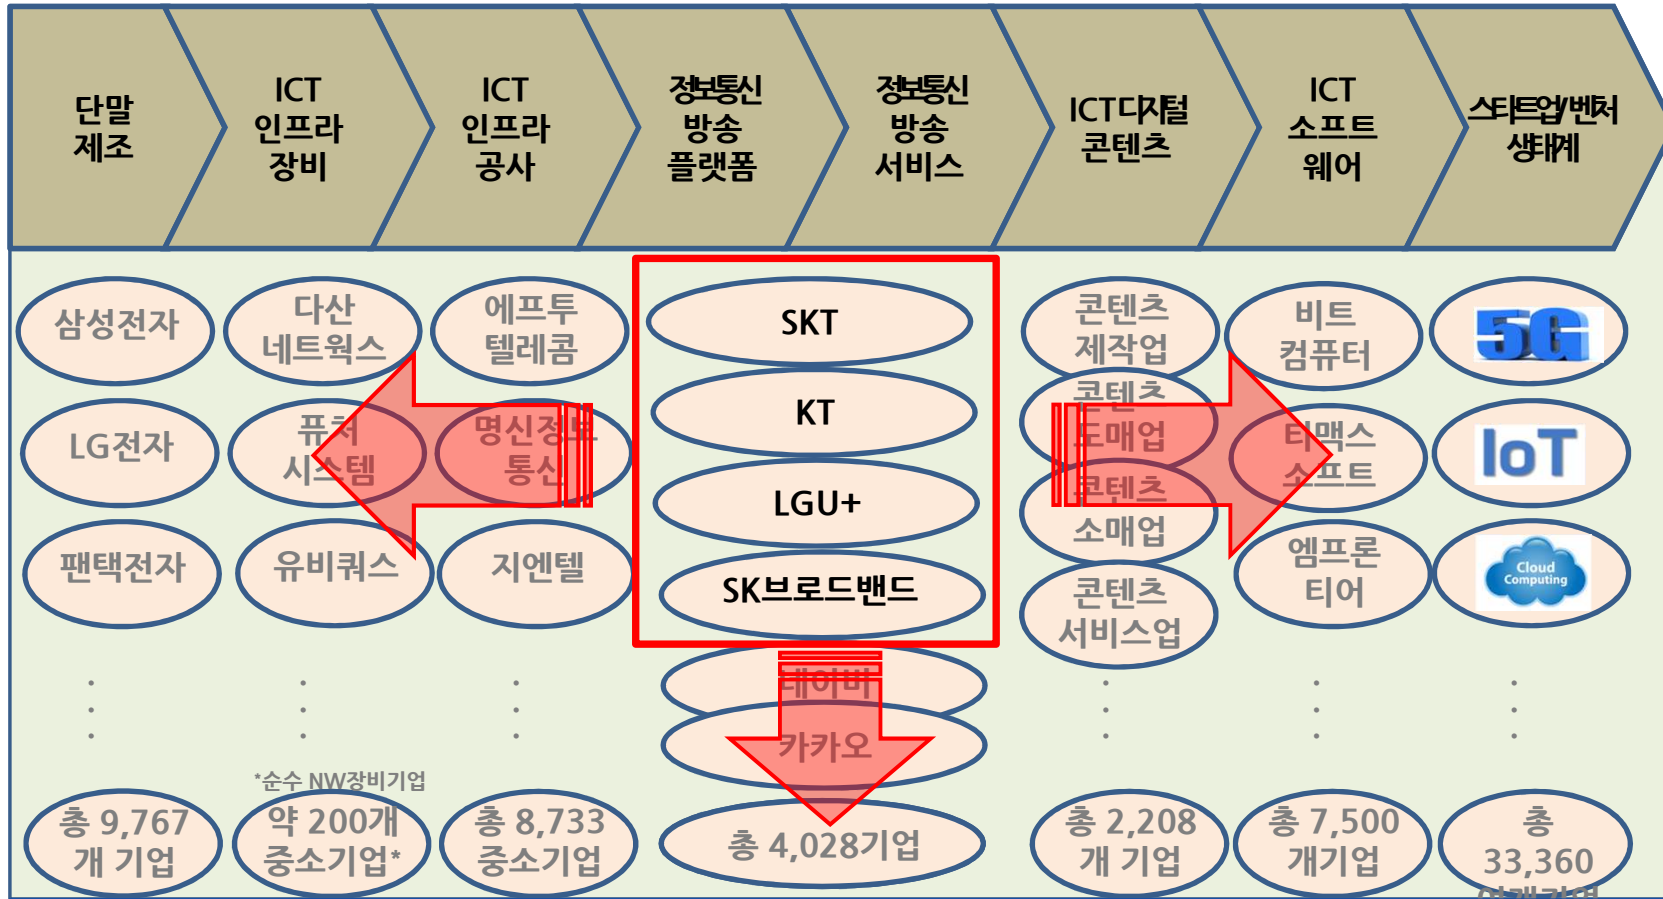 단말
제조
ICT
인프라
장비
ICT
인프라
공사
정보통신
방송
플랫폼
정보통신
방송
서비스
ICT 디지털
콘텐츠
ICT
소프트
웨어
스타트업/벤처
생태계
삼성전자
LG전자
팬택전자
다산
네트웍스
퓨처
시스템
유비쿼스
에프투
텔레콤
명신정보
통신
지엔텔
SKT
KT
LGU+
SK브로드밴드
네이버
카카오
콘텐츠
제작업
콘텐츠
도매업
콘텐츠
소매업
콘텐츠
서비스업
비트
컴퓨터
티맥스
소프트
엠프론
티어
5G
IoT
Cloud
Computing
*순수 NW장비기업
총 9,767
개 기업
약 200개
중소기업*
총 8,733
중소기업
총 4,028기업
총 2,208
개 기업
총 7,500
개기업
총
33,360
여개기업